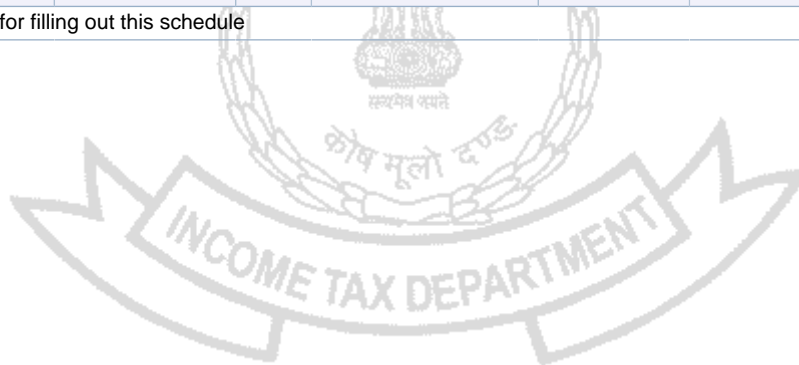 for filling out this schedule
सत्यमेव जयते
कोष मूलो दण्डः
INCOME TAX DEPARTMENT